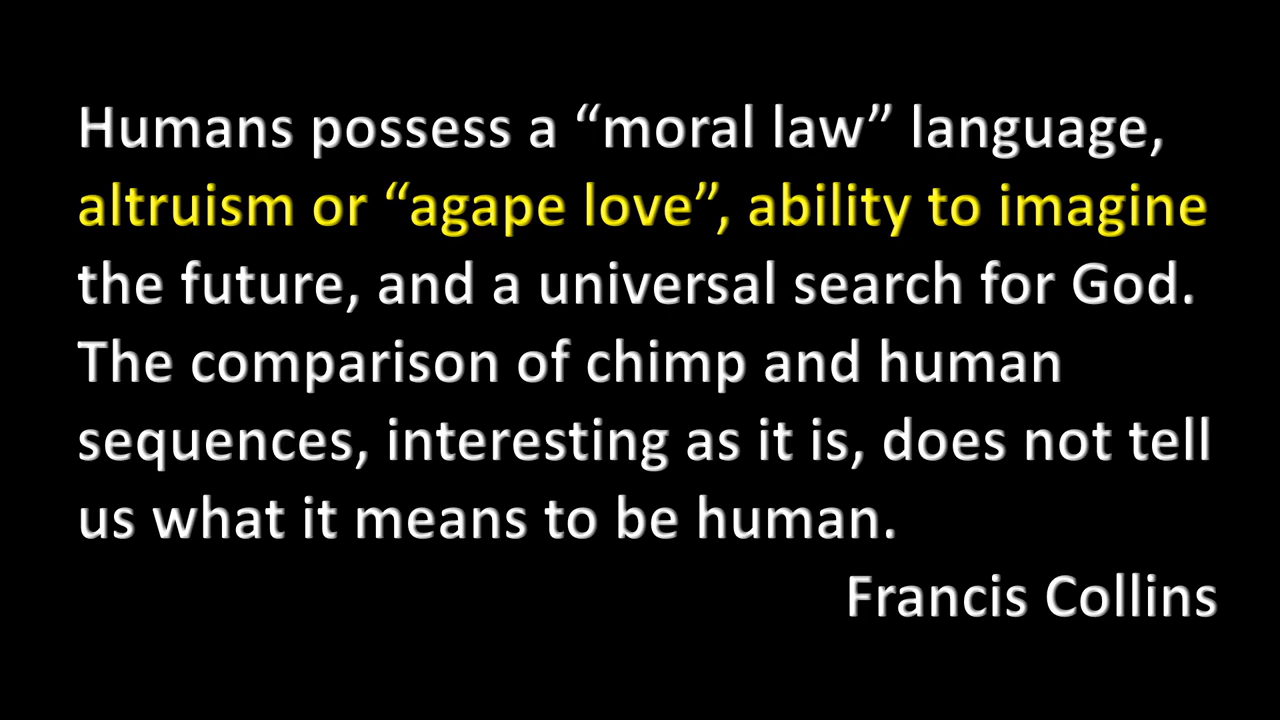 Humans possess a “moral law” language,
altruism or “agape love”, ability to imagine
the future, and a universal search for God.
The comparison of chimp and human
sequences, interesting as it is, does not tell
us what it means to be human.
Francis Collins